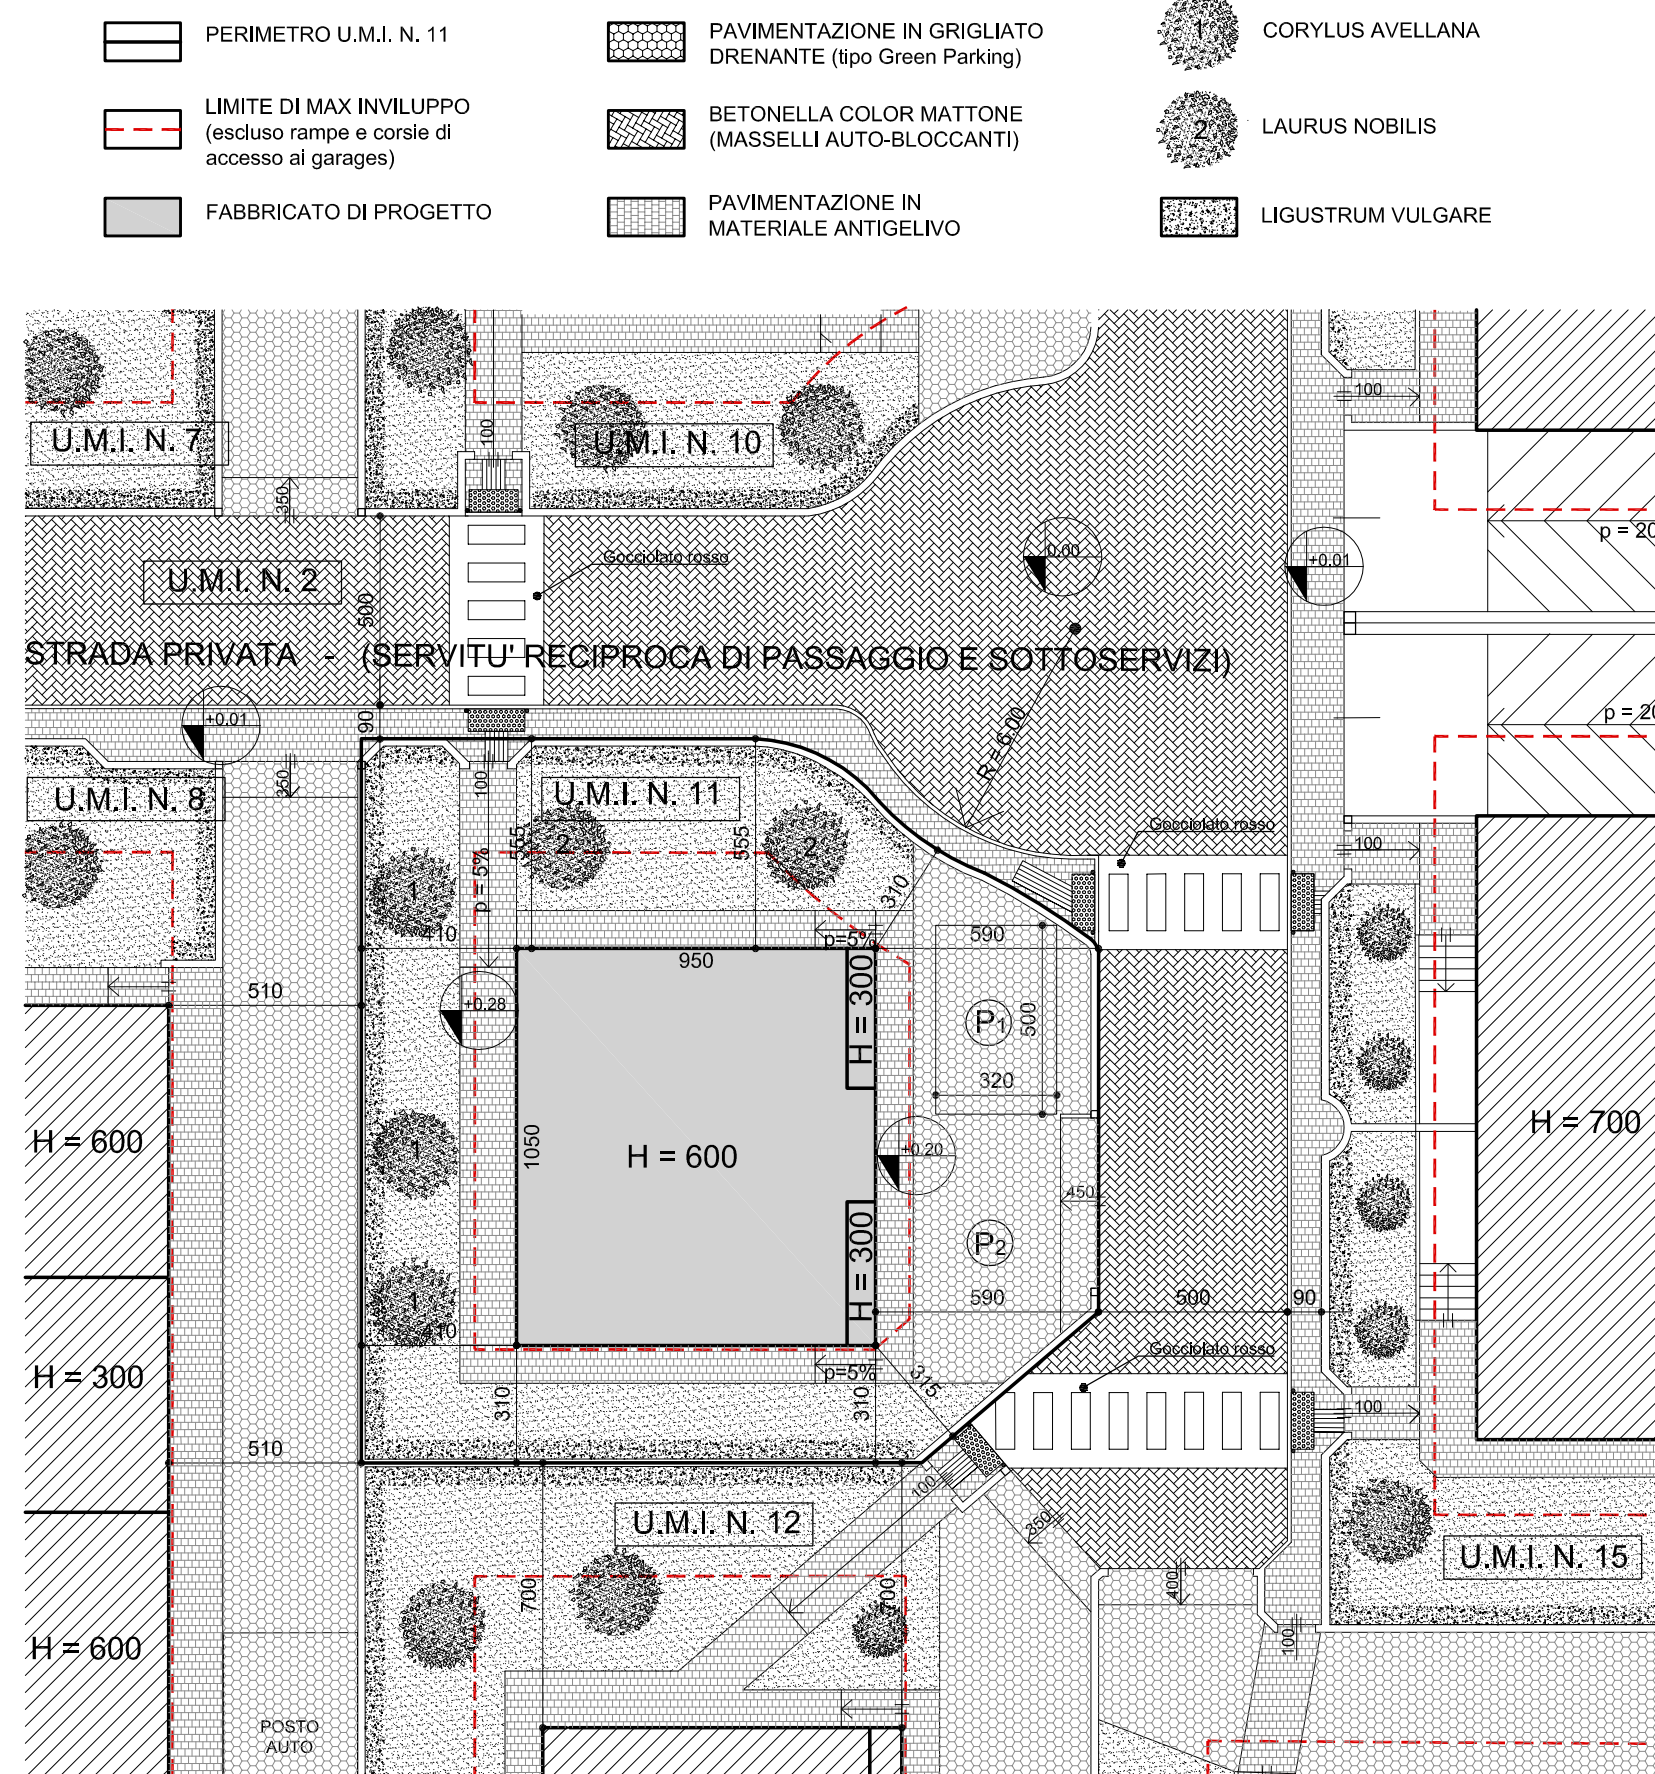 PERIMETRO U.M.I. N. 11
LIMITE DI MAX INVILUPPO
(escluso rampe e corsie di
accesso ai garages)
FABBRICATO DI PROGETTO
PAVIMENTAZIONE IN GRIGLIATO
DRENANTE (tipo Green Parking)
BETONELLA COLOR MATTONE
(MASSELLI AUTO-BLOCCANTI)
PAVIMENTAZIONE IN
MATERIALE ANTIGELIVO
1
CORYLUS AVELLANA
2
LAURUS NOBILIS
LIGUSTRUM VULGARE
100
U.M.I. N. 7
100
U.M.I. N. 10
350
Gocciolato rosso
0.00
+0.01
p = 20
U.M.I. N. 2
500
STRADA PRIVATA - (SERVITU' RECIPROCA DI PASSAGGIO E SOTTOSERVIZI)
+0.01
90
R = 6.00
p = 20
350
100
U.M.I. N. 8
U.M.I. N. 11
Gocciolato rosso
555
555
2
2
100
p = 5%
1
310
410
p=5%
590
950
510
+0.28
H = 300
P1
500
320
H = 600
1050
1
H = 600
+0.20
450
H = 700
P2
H = 300
590
500
90
1
410
Gocciolato rosso
p=5%
315
H = 300
310
310
100
510
100
U.M.I. N. 12
350
U.M.I. N. 15
700
700
400
100
H = 600
POSTO
AUTO